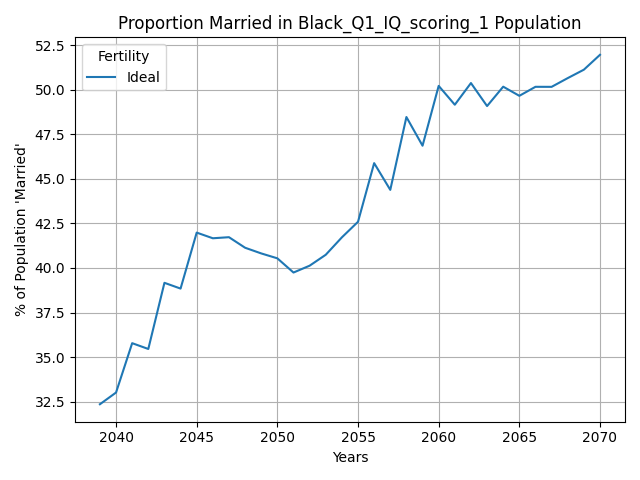 Proportion Married in Black_Q1_IQ_scoring_1 Population
Fertility
Ideal
% of Population 'Married'
52.5
50.0
47.5
45.0
42.5
40.0
37.5
35.0
32.5
2040 2045 2050 2055 2060 2065 2070
Years